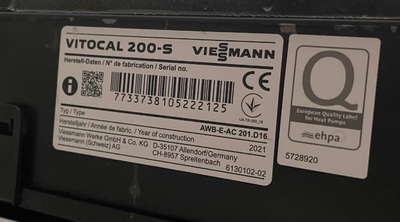 VITOCAL 200-S VIESSMANN
Herstell-Daten / N° de fabrication / Serial no.
7733738105222125
Typ / Type AWB-E-AC 201.D16
Herstelljahr / Année de fabric. / Year of construction 2021
Viessmann Werke GmbH & Co. KG D-35107 Allendorf/Germany
Viessmann (Schweiz) AG CH-8957 Spreitenbach 6130102-02
Q
European Quality Label
for Heat Pumps
ehpa
5728920